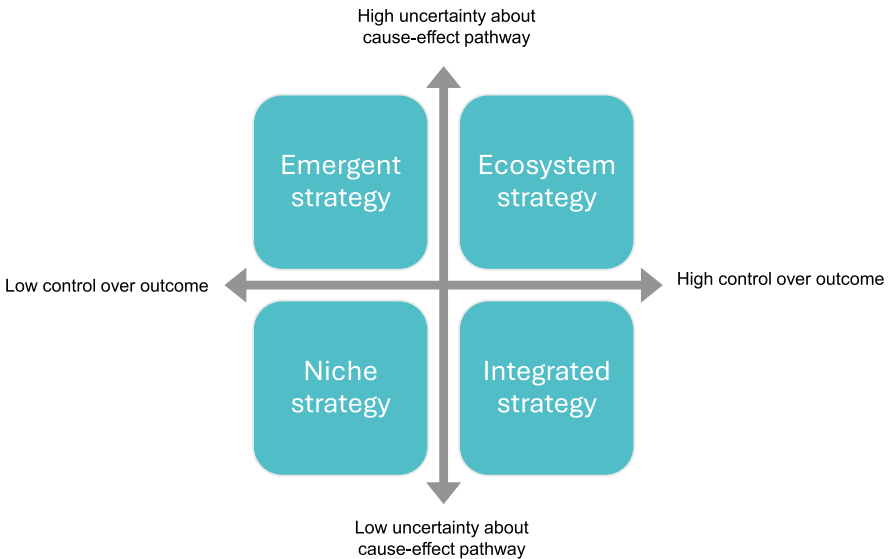 High uncertainty about
cause-effect pathway
Emergent
strategy
Ecosystem
strategy
Low control over outcome
High control over outcome
Niche
strategy
Integrated
strategy
Low uncertainty about
cause-effect pathway